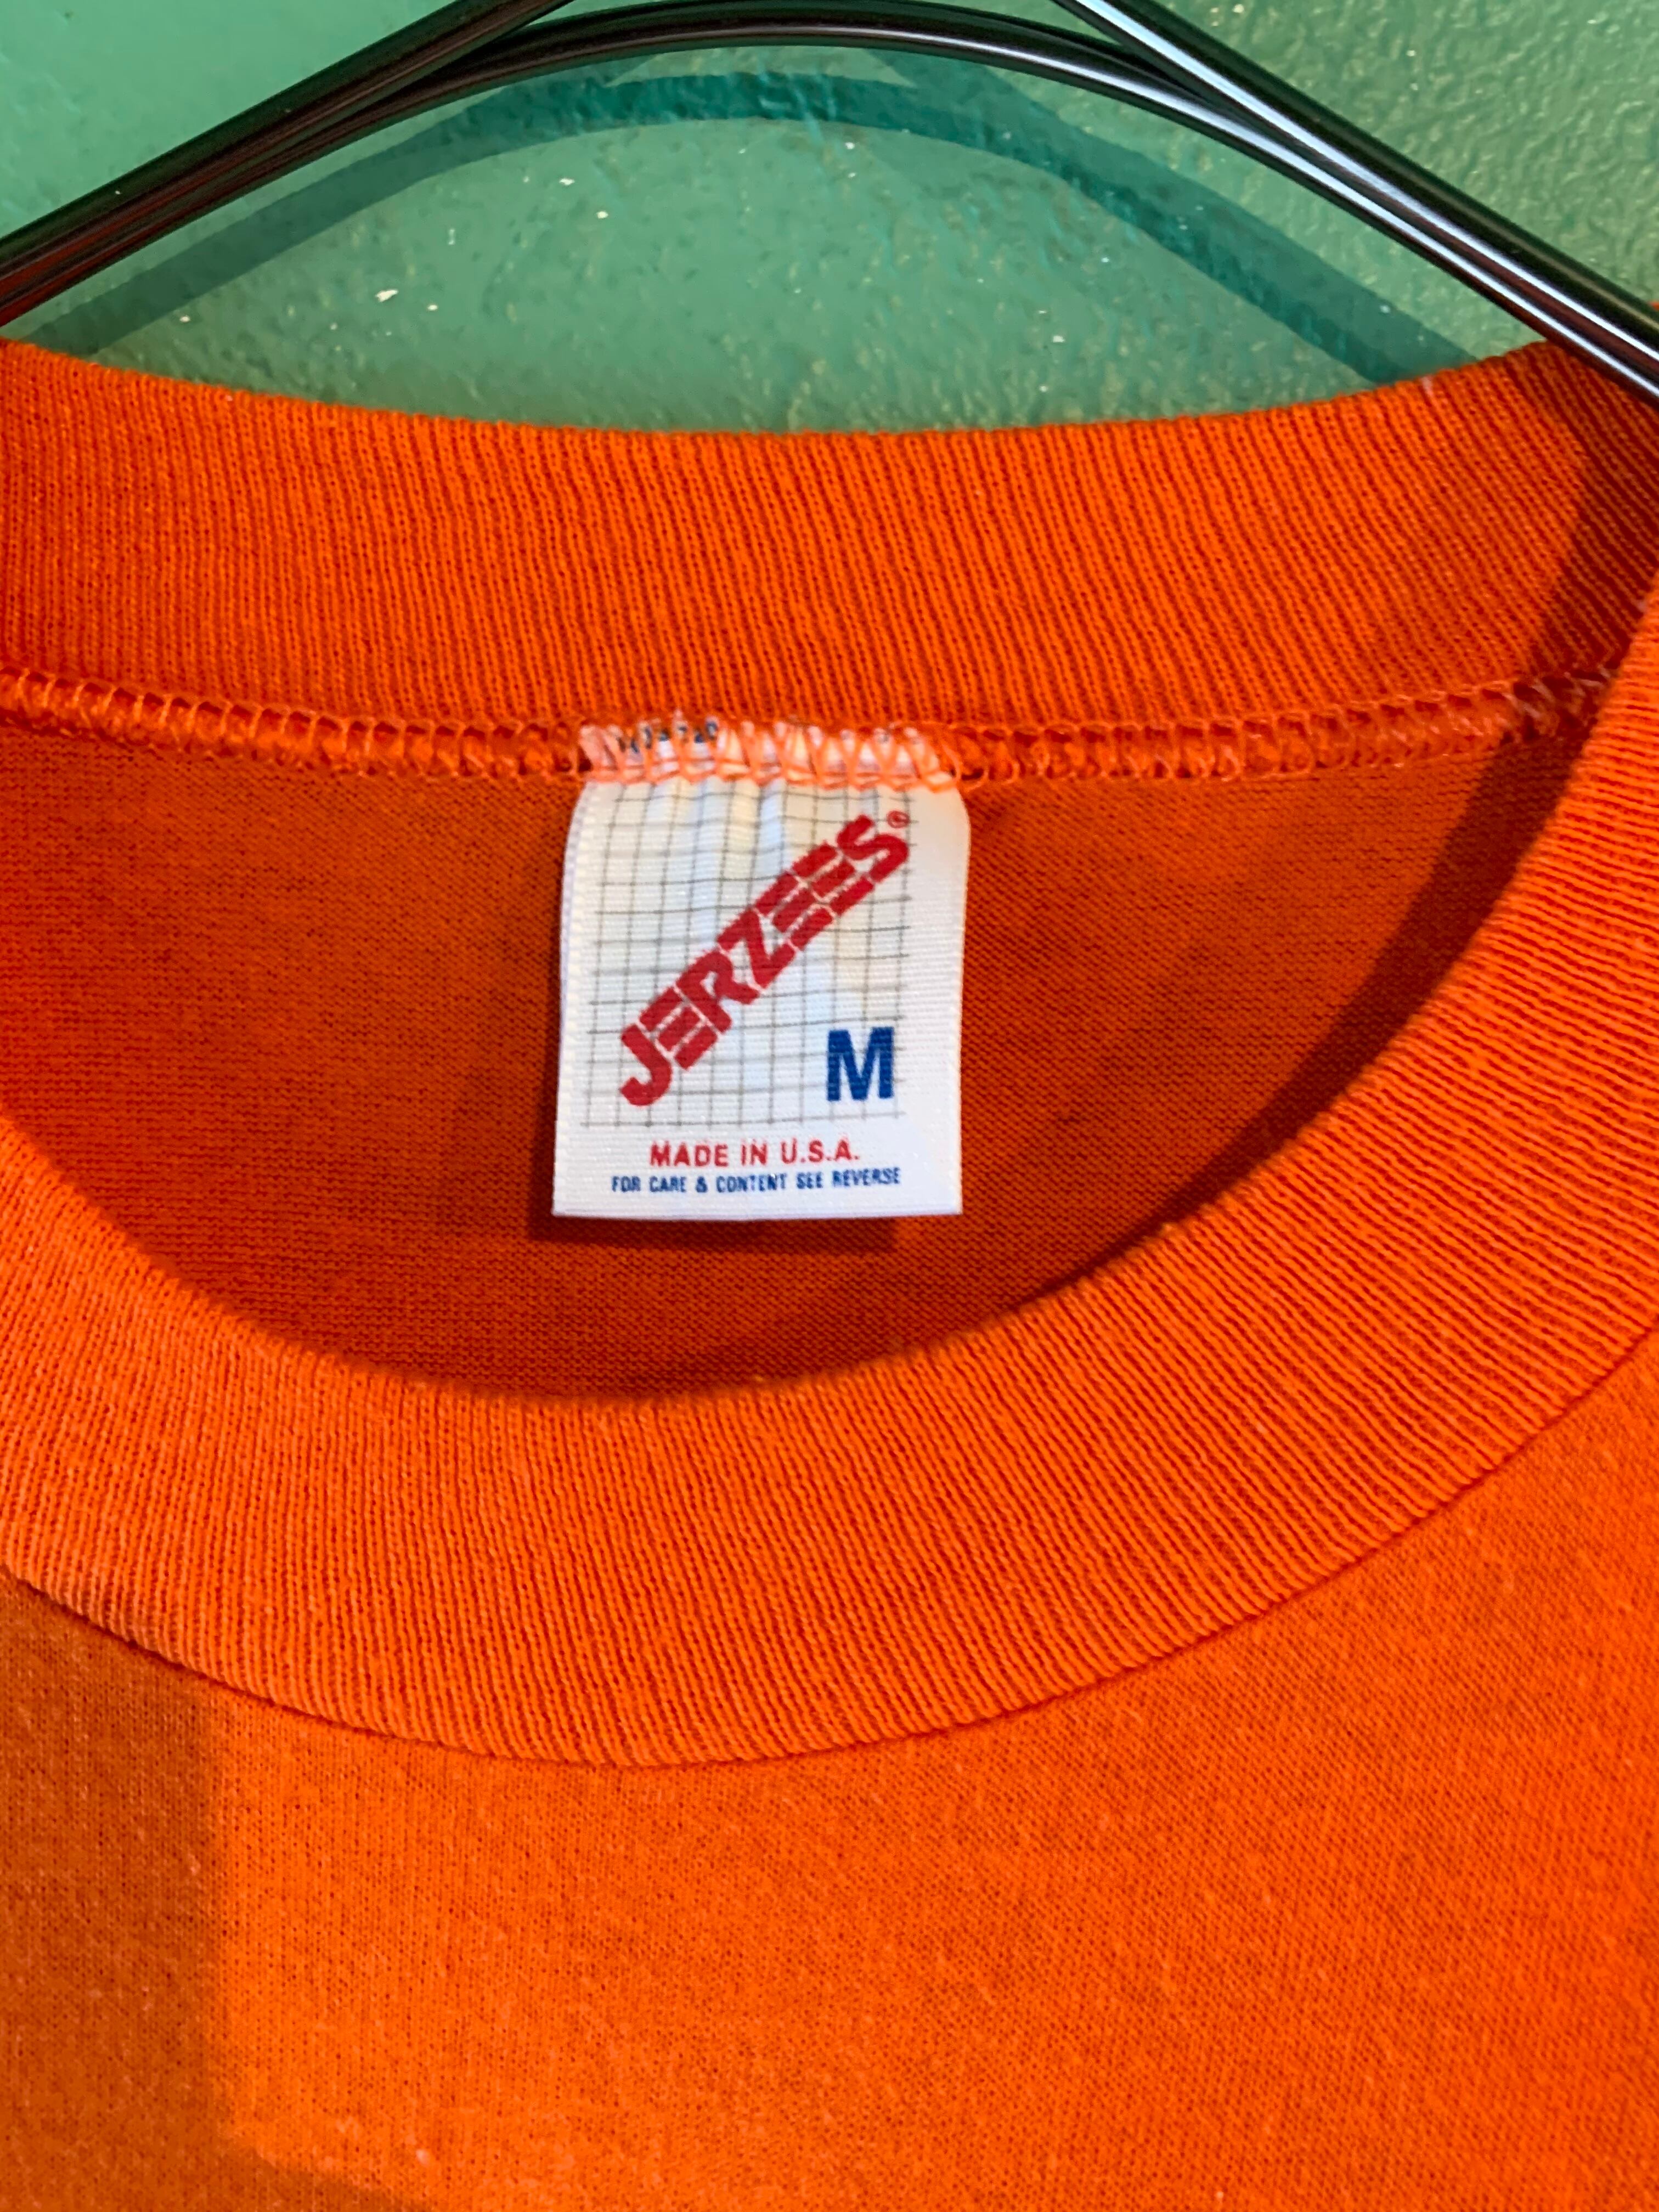 JERZEES®
M
MADE IN U.S.A.
FOR CARE & CONTENT SEE REVERSE